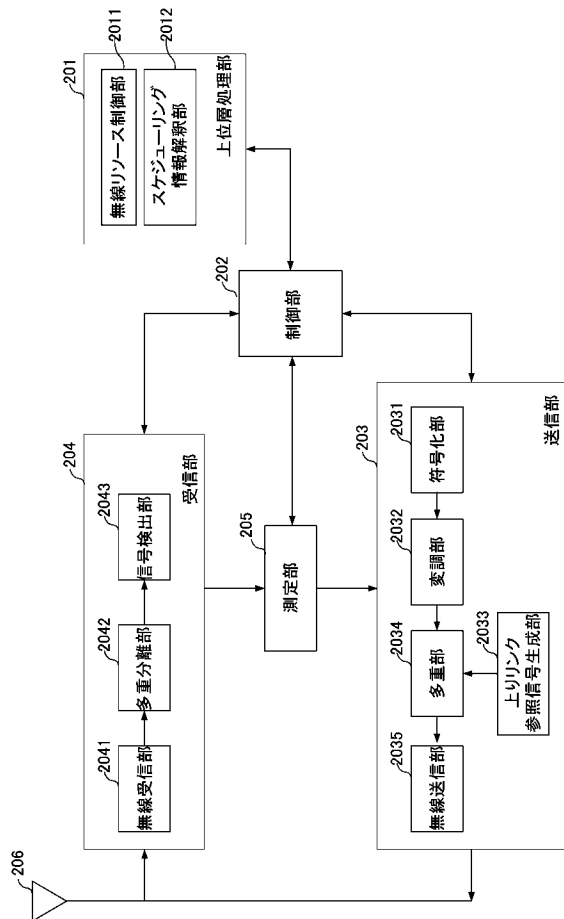 201
無線リソース制御部
2011
スケジューリング
情報解釈部
2012
上位層処理部
202
制御部
204
受信部
206
2041
無線受信部
2042
多重分離部
2043
信号検出部
205
測定部
203
送信部
2031
符号化部
2032
変調部
2034
多重部
2033
上りリンク
参照信号生成部
2035
無線送信部